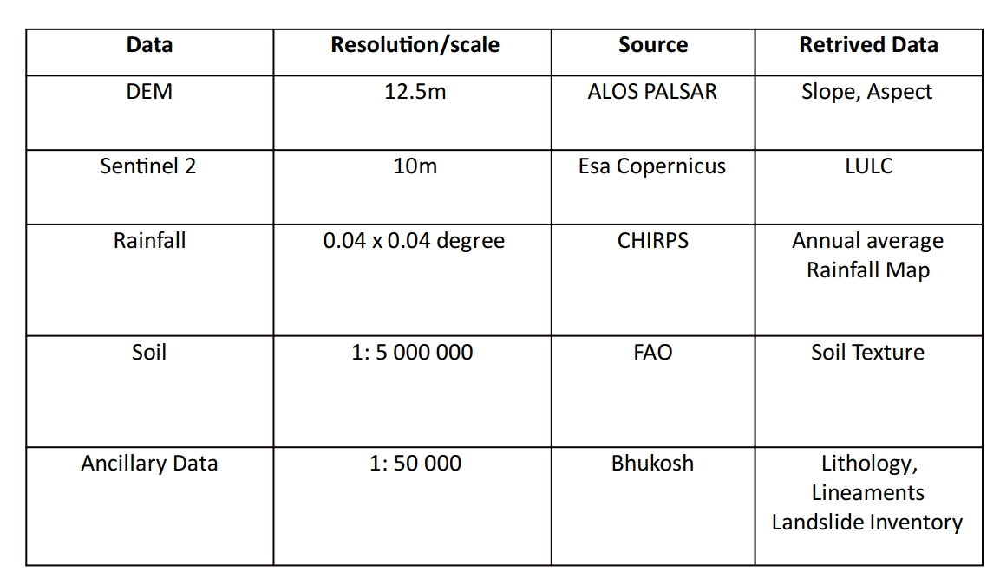 Data Resolution/scale Source Retrived Data
DEM 12.5m ALOS PALSAR Slope, Aspect
Sentinel 2 10m Esa Copernicus LULC
Rainfall 0.04 x 0.04 degree CHIRPS Annual average
Rainfall Map
Soil 1: 5 000 000 FAO Soil Texture
Ancillary Data 1: 50 000 Bhukosh Lithology,
Lineaments
Landslide Inventory